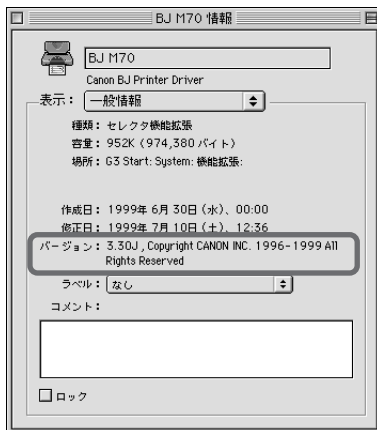 BJ M70 情報
BJ M70
Canon BJ Printer Driver
表示： 一般情報
種類： セレクタ機能拡張
容量： 952K （974,380 バイト）
場所： G3 Start: System: 機能拡張:
作成日： 1999年 6月 30日（水）、00:00
修正日： 1999年 7月 10日（土）、12:36
バージョン： 3.30J , Copyright CANON INC. 1996-1999 All
Rights Reserved
ラベル： なし
コメント：
ロック